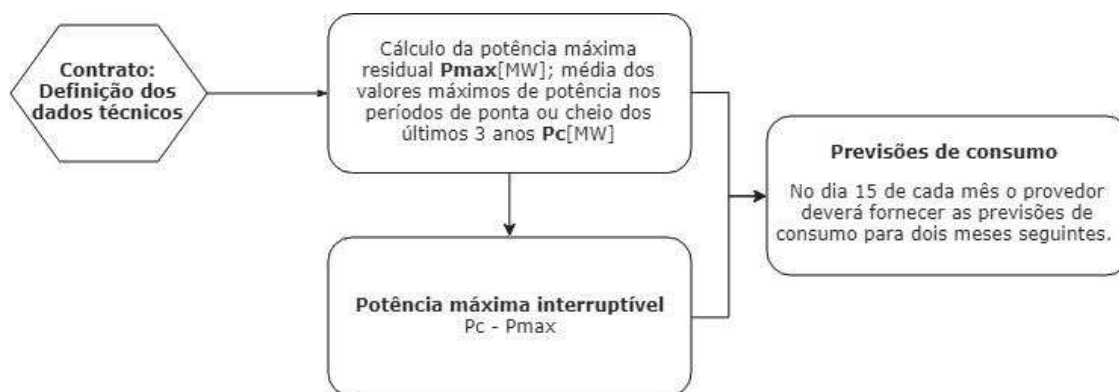 Contrato:
Definição dos
dados técnicos
Cálculo da potência máxima
residual Pmax[MW]; média dos
valores máximos de potência nos
períodos de ponta ou cheio dos
últimos 3 anos Pc[MW]
Potência máxima interruptível
Pc - Pmax
Previsões de consumo
No dia 15 de cada mês o provedor
deverá fornecer as previsões de
consumo para dois meses seguintes.